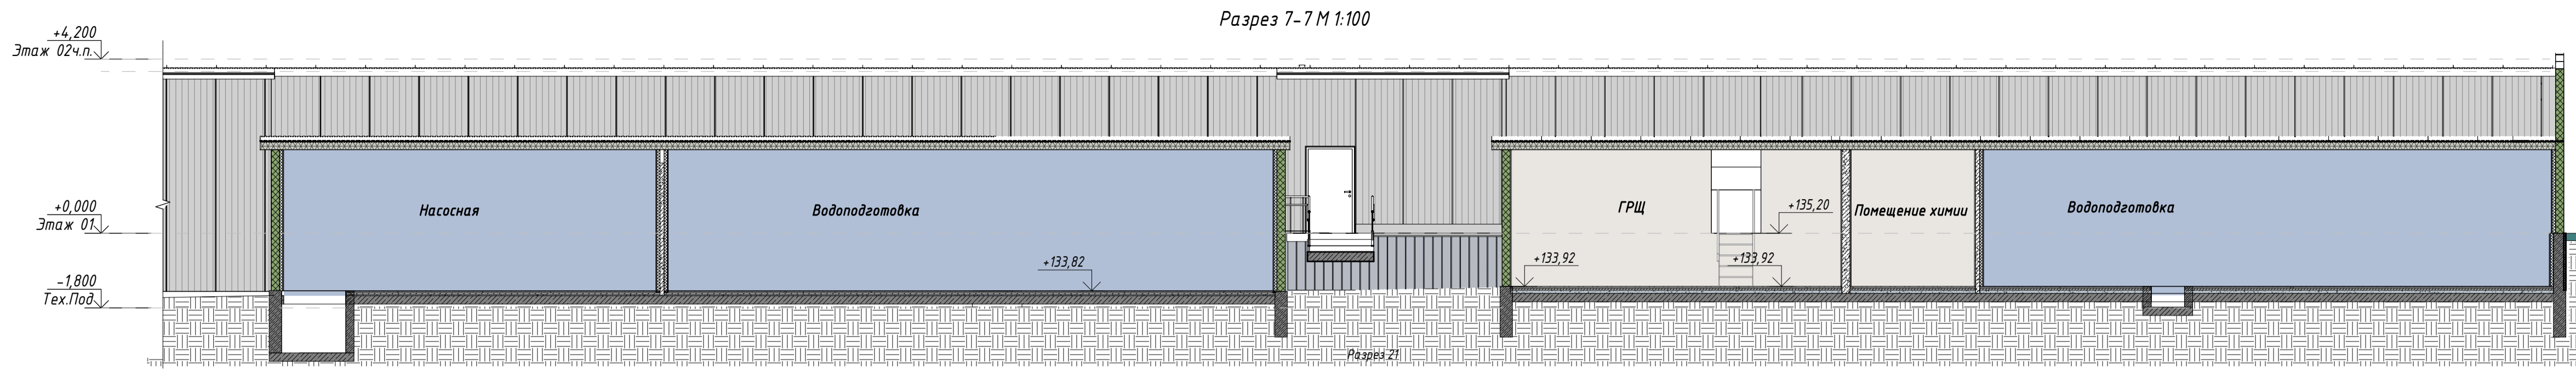 Разрез 7-7 М 1:100
+4,200
Этаж 02ч.п.
+0,000
Этаж 01
-1,800
Тех.Под
Насосная
Водоподготовка
+133,82
ГРЩ
+135,20
+133,92
+133,92
Помещение химии
Водоподготовка
Разрез 21